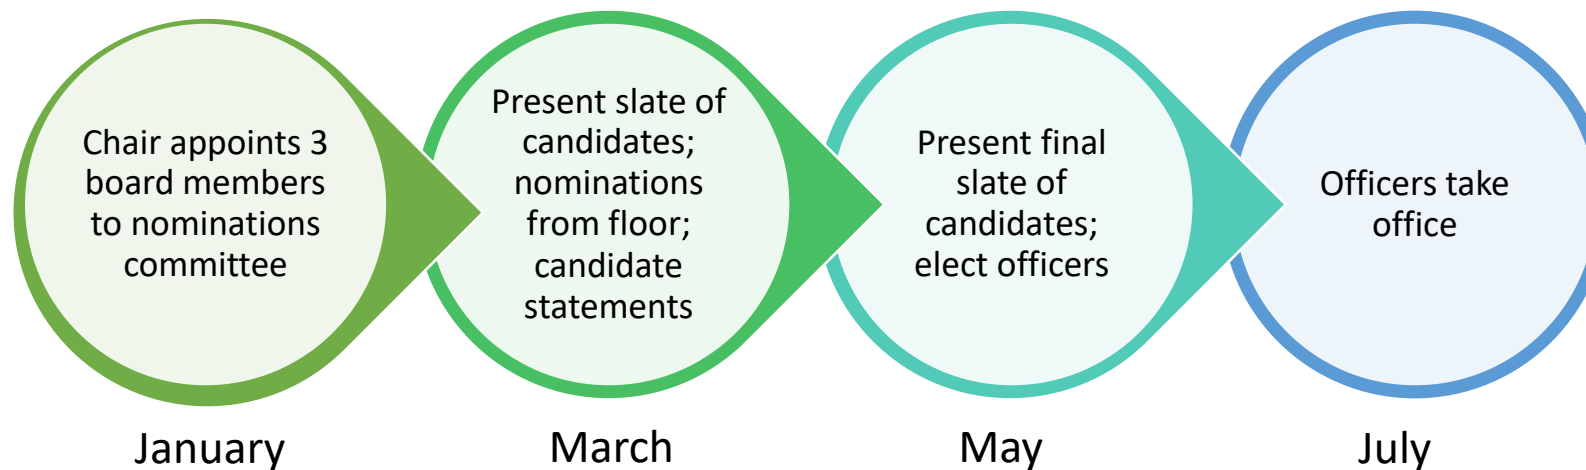 Chair appoints 3
board members
to nominations
committee
January
Present slate of
candidates;
nominations
from floor;
candidate
statements
March
Present final
slate of
candidates;
elect officers
May
Officers take
office
July